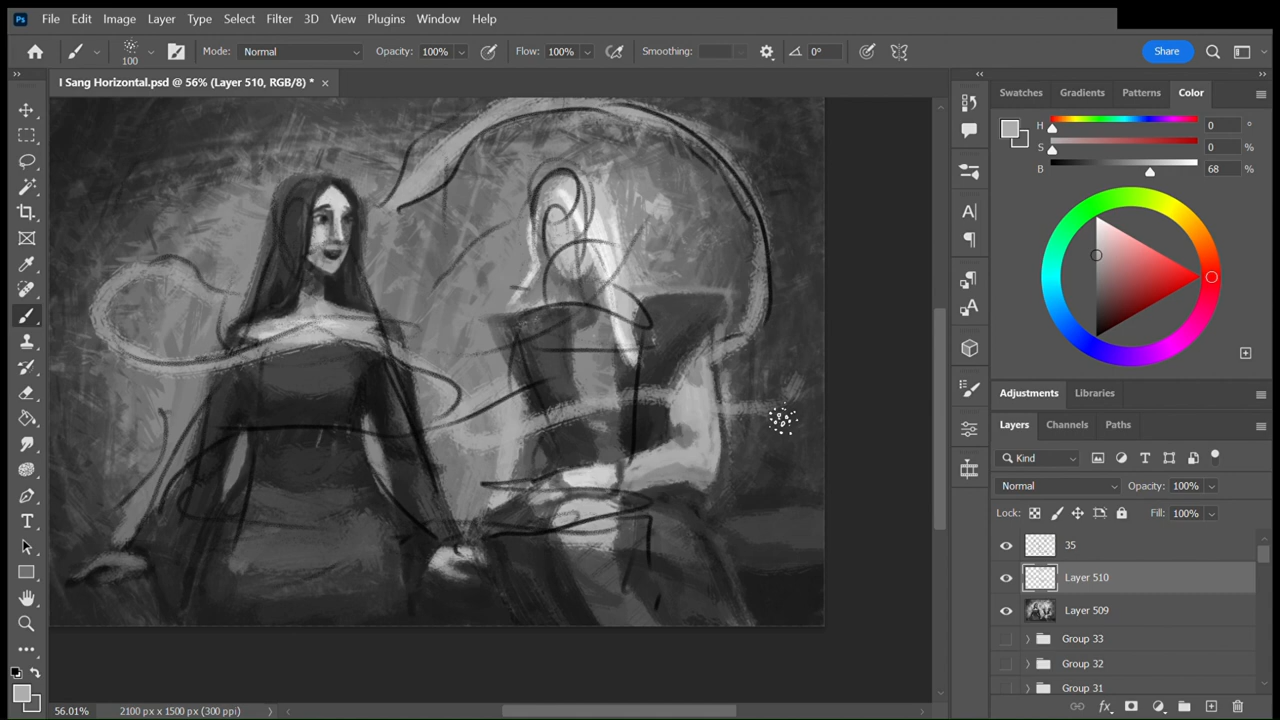 Ps File Edit Image Layer Type Select Filter 3D View Plugins Window Help
100 Mode: Normal Opacity: 100% Flow: 100% Smoothing: 0° Share
I Sang Horizontal.psd @ 56% (Layer 510, RGB/8) * ×
Swatches Gradients Patterns Color
H 0 °
S 0 %
B 68 %
Adjustments Libraries
Layers Channels Paths
Kind
Normal Opacity: 100%
Lock: Fill: 100%
35
Layer 510
Layer 509
Group 33
Group 32
Group 31
56.01% 2100 px x 1500 px (300 ppi)